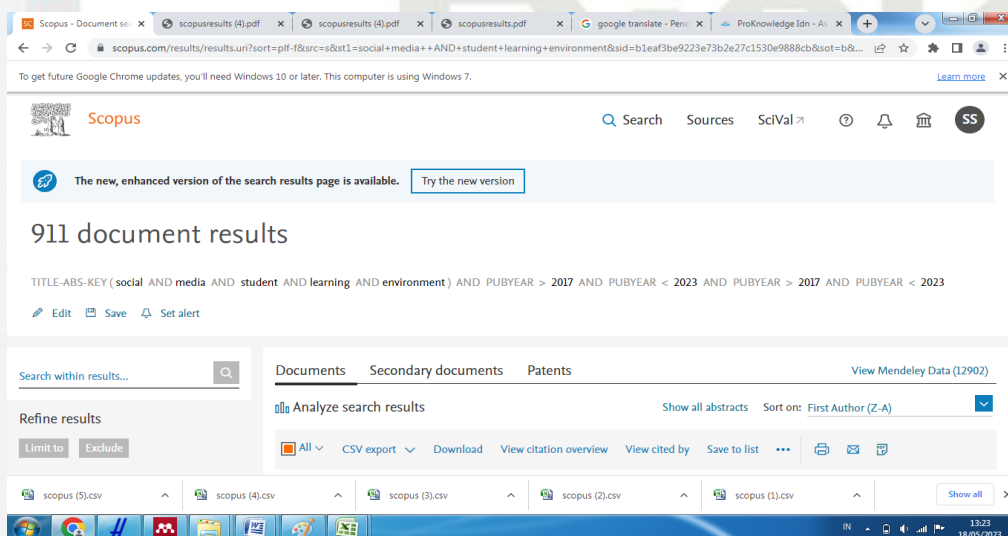 Scopus - Document sea
scopusresults (4).pdf
scopusresults (4).pdf
scopusresults.pdf
google translate - Pene
ProKnowledge Idn - As
scopus.com/results/results.uri?sort=plf-f&src=s&st1=social+media++AND+student+learning+environment&sid=b1eaf3be9223e73b2e27c1530e9888cb&sot=b&...
To get future Google Chrome updates, you'll need Windows 10 or later. This computer is using Windows 7.
Learn more
Scopus
Search
Sources
SciVal
SS
The new, enhanced version of the search results page is available.
Try the new version
911 document results
TITLE-ABS-KEY ( social AND media AND student AND learning AND environment ) AND PUBYEAR > 2017 AND PUBYEAR < 2023 AND PUBYEAR > 2017 AND PUBYEAR < 2023
Edit
Save
Set alert
Search within results...
Documents
Secondary documents
Patents
View Mendeley Data (12902)
Refine results
Limit to
Exclude
Analyze search results
Show all abstracts
Sort on: First Author (Z-A)
All
CSV export
Download
View citation overview
View cited by
Save to list
scopus (5).csv
scopus (4).csv
scopus (3).csv
scopus (2).csv
scopus (1).csv
Show all
IN
13:23
18/05/2023